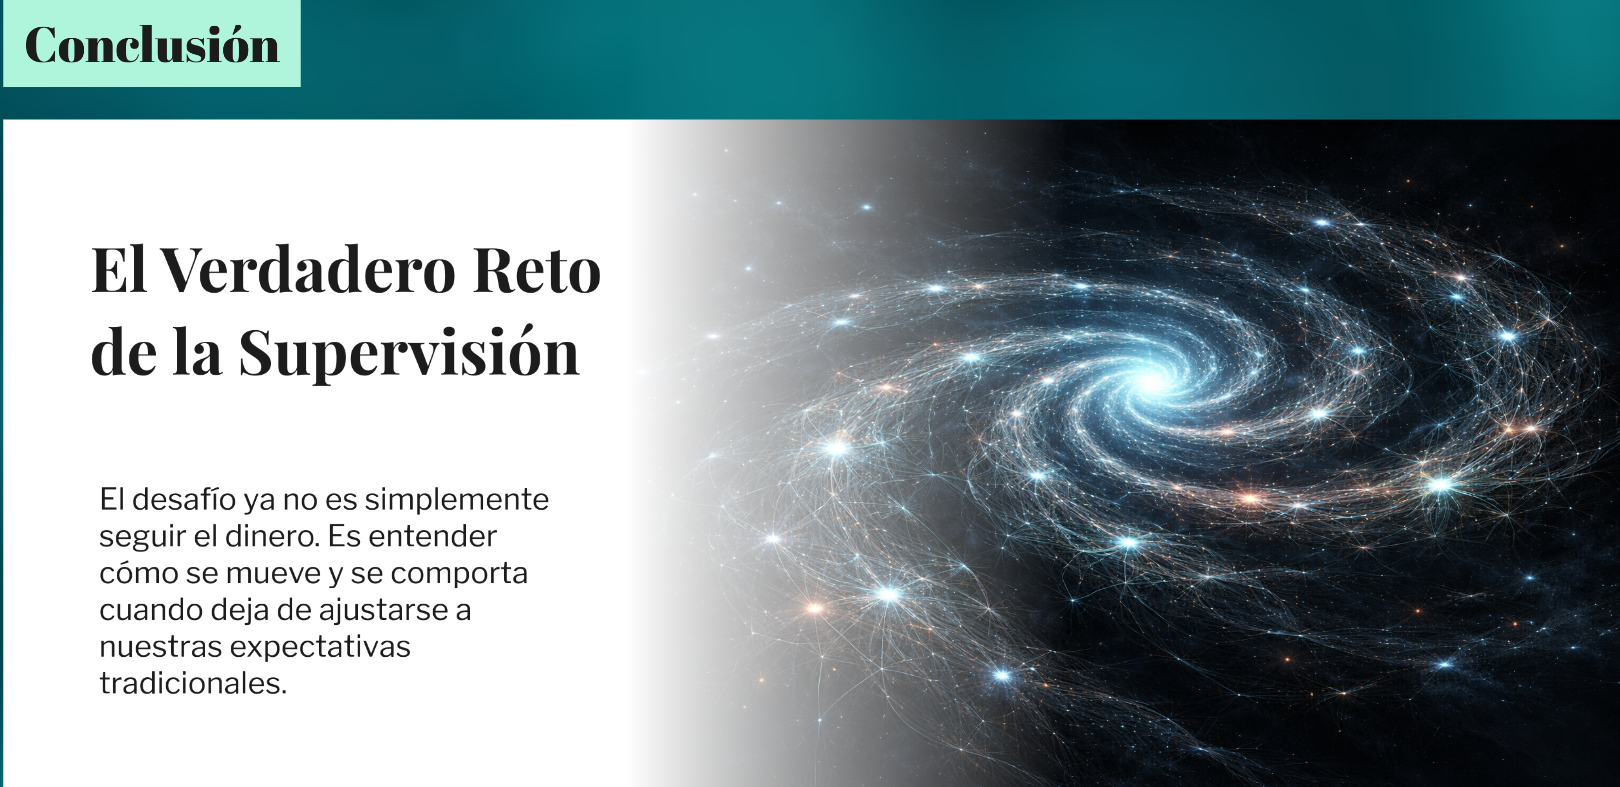 Conclusión
El Verdadero Reto
de la Supervisión
El desafío ya no es simplemente
seguir el dinero. Es entender
cómo se mueve y se comporta
cuando deja de ajustarse a
nuestras expectativas
tradicionales.